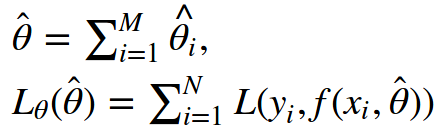 θ̂ = ∑_{i=1}^{M} θ̂_i,
L_θ(θ̂) = ∑_{i=1}^{N} L(y_i, f(x_i, θ̂))